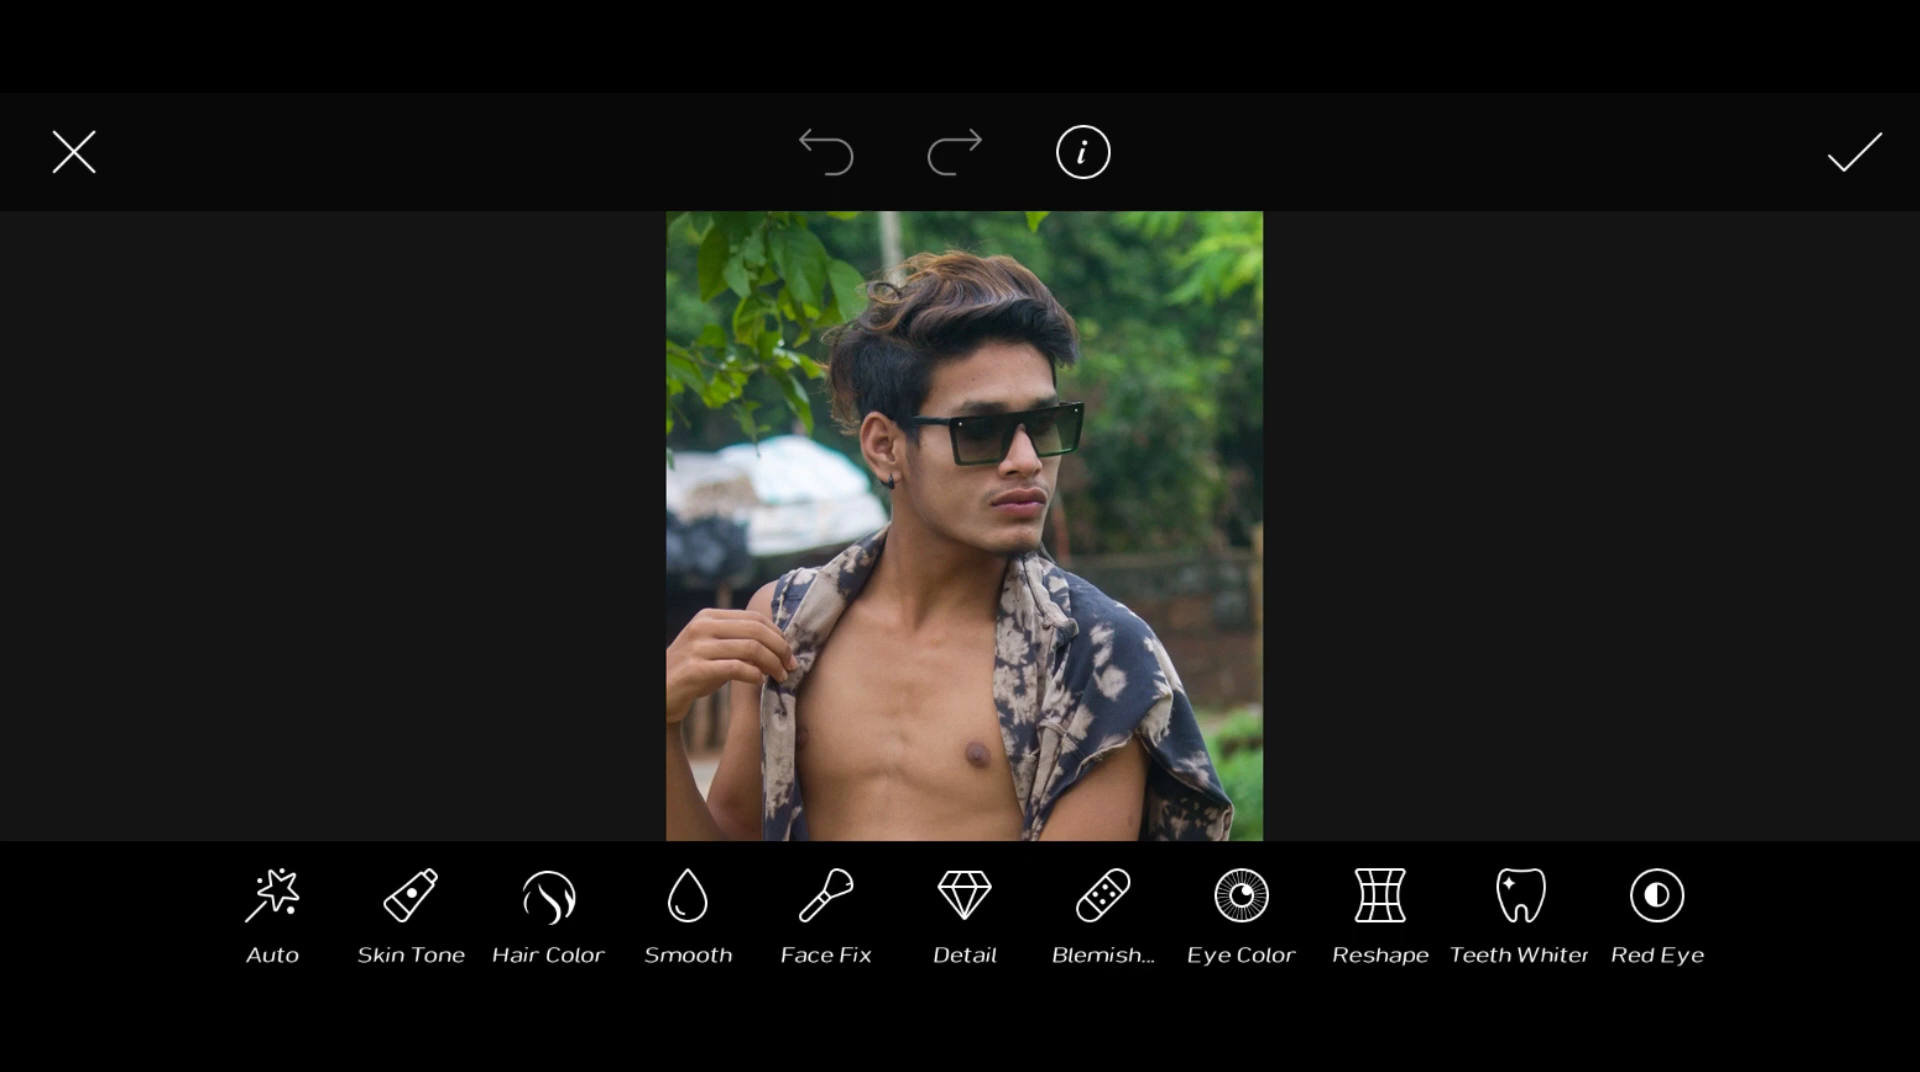 i
Auto
Skin Tone
Hair Color
Smooth
Face Fix
Detail
Blemish...
Eye Color
Reshape
Teeth Whiter
Red Eye